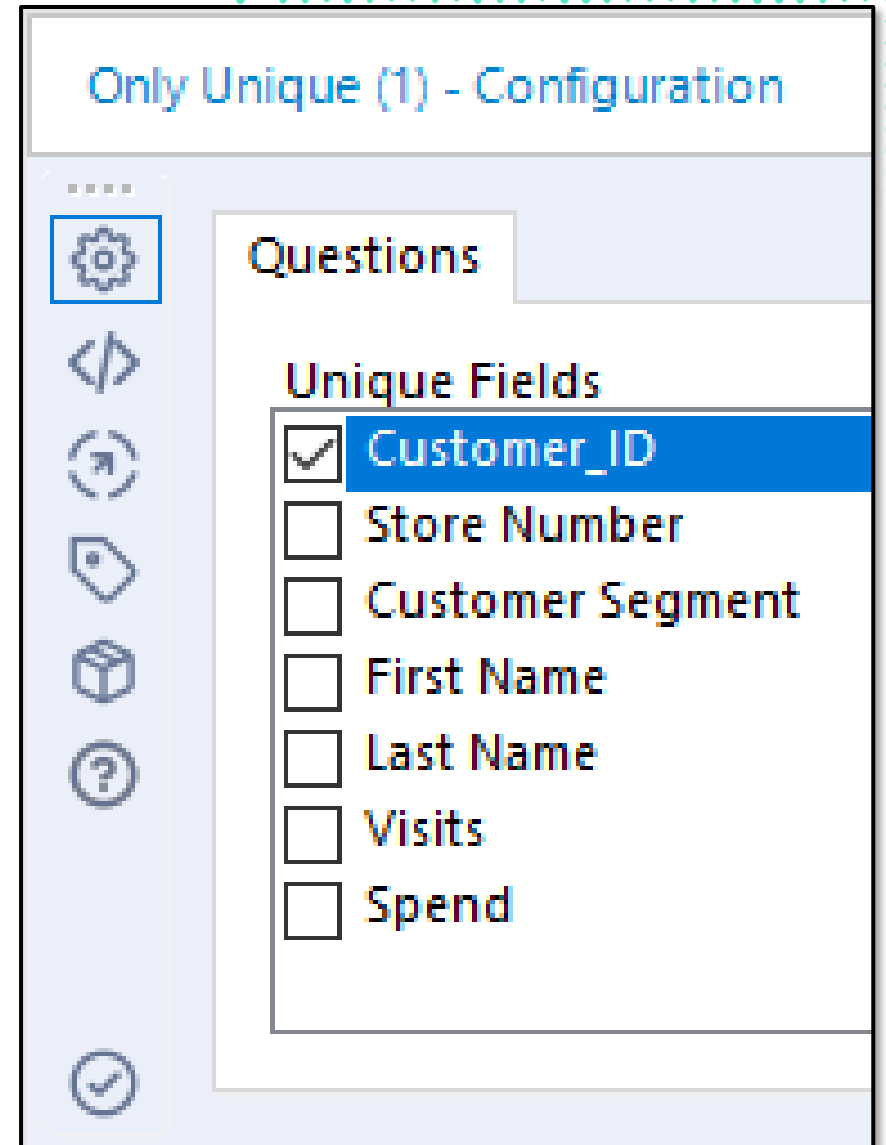 Only Unique (1) - Configuration
Questions
Unique Fields
Customer_ID
Store Number
Customer Segment
First Name
Last Name
Visits
Spend